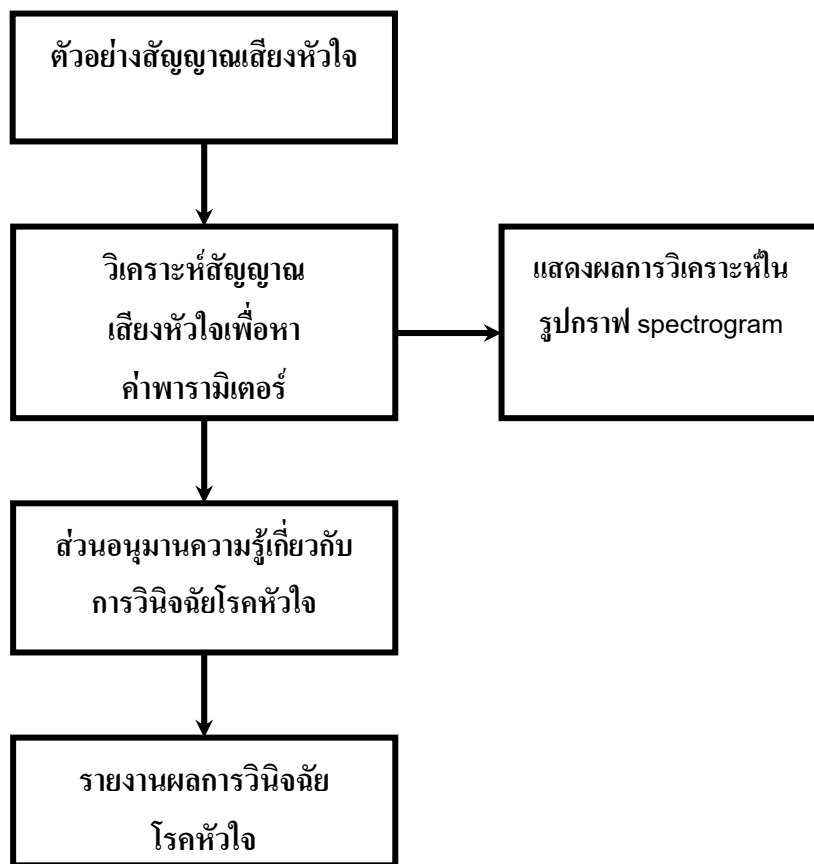 ตัวอย่างสัญญาณเสียงหัวใจ
วิเคราะห์สัญญาณ
เสียงหัวใจเพื่อหา
ค่าพารามิเตอร์
แสดงผลการวิเคราะห์ใน
รูปกราฟ spectrogram
ส่วนอนุมานความรู้เกี่ยวกับ
การวินิจฉัยโรคหัวใจ
รายงานผลการวินิจฉัย
โรคหัวใจ